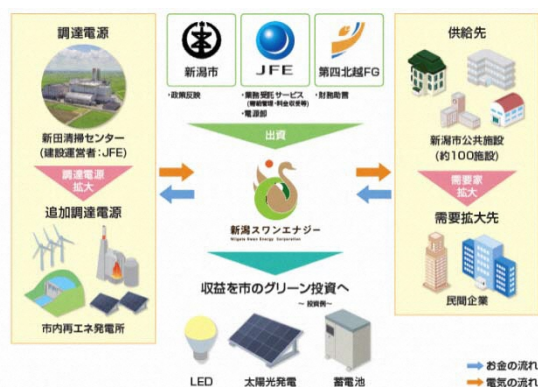 調達電源
新田清掃センター
(建設運営者:JFE)
調達電源
拡大
追加調達電源
市内再エネ発電所
新潟市
JFE
第四北越FG
・政策反映
・業務受託サービス
(需給管理・料金収受等)
・電源卸
・財務助言
出資
新潟スワンエナジー
Niigata Swan Energy Corporation
収益を市のグリーン投資へ
～ 投資例～
LED
太陽光発電
蓄電池
供給先
新潟市公共施設
(約100施設)
需要家
拡大
需要拡大先
民間企業
お金の流れ
電気の流れ